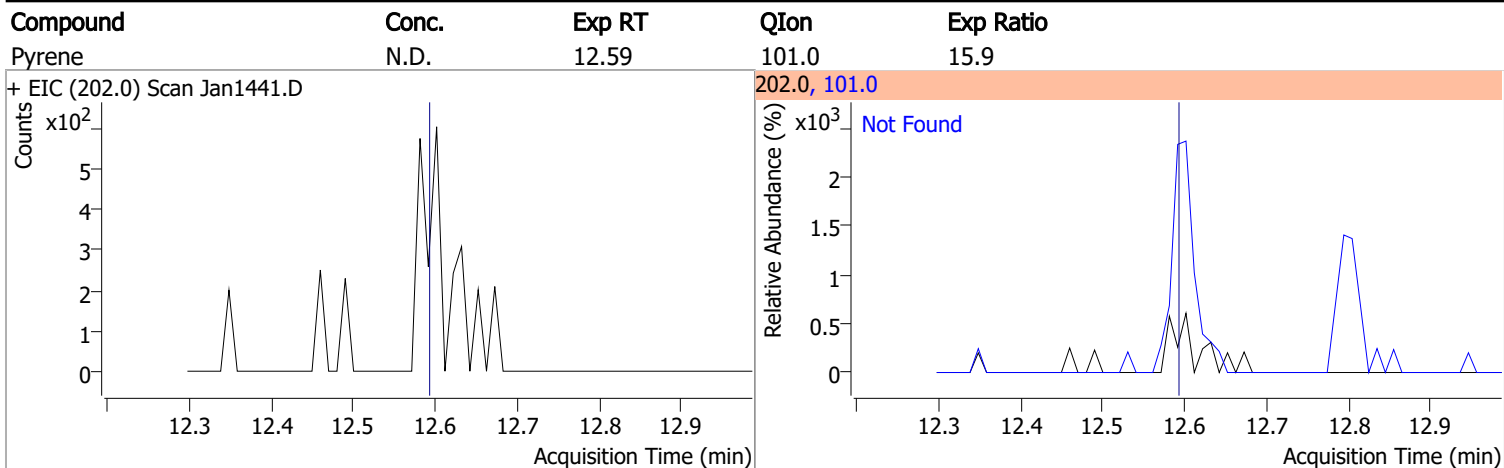 Compound Conc. Exp RT QIon Exp Ratio
Pyrene N.D. 12.59 101.0 15.9
+ EIC (202.0) Scan Jan1441.D
Counts
x10²
5
4
3
2
1
0
12.3 12.4 12.5 12.6 12.7 12.8 12.9
Acquisition Time (min)
202.0, 101.0
Relative Abundance (%)
x10³
Not Found
2
1.5
1
0.5
0
12.3 12.4 12.5 12.6 12.7 12.8 12.9
Acquisition Time (min)